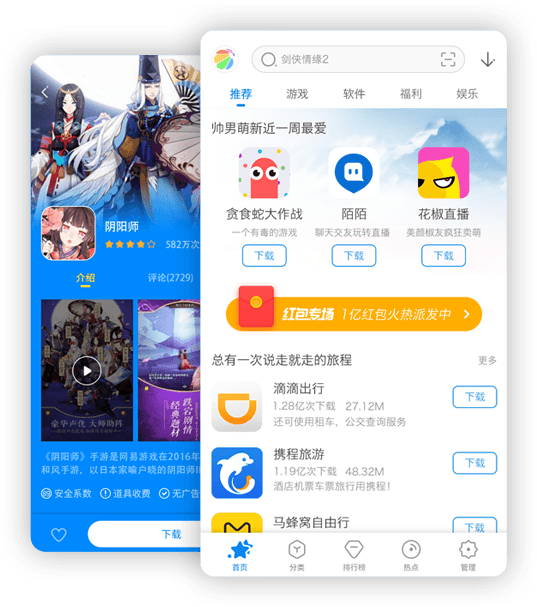 阴阳师
582万次
介绍
评论(2729)
豪华声优 大师助阵
跌宕剧情
经典题材
《阴阳师》手游是网易游戏在2016年
和风手游，以日本家喻户晓的阴阳师I
安全系数
道具收费
无广告
下载
剑侠情缘2
推荐
游戏
软件
福利
娱乐
帅男萌新近一周最爱
贪食蛇大作战
一个有毒的游戏
下载
陌陌
聊天交友玩转直播
下载
花椒直播
美颜椒友疯狂卖萌
下载
红包专场 1亿红包火热派发中
总有一次说走就走的旅程
更多
滴滴出行
1.28亿次下载 27.12M
还可使用租车，公交查询服务
下载
携程旅游
1.19亿次下载 48.32M
酒店机票车票旅行用携程！
下载
马蜂窝自由行
下载
首页
分类
排行榜
热点
管理